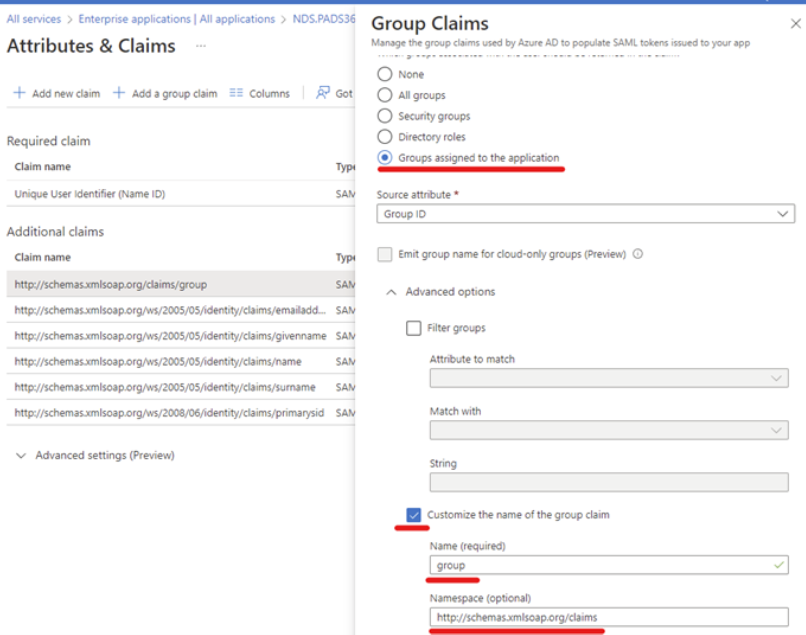 All services > Enterprise applications | All applications > NDS.PADS36
Attributes & Claims ...
+ Add new claim + Add a group claim Columns Got
Required claim
Claim name Type
Unique User Identifier (Name ID) SAM
Additional claims
Claim name Type
http://schemas.xmlsoap.org/claims/group SAM
http://schemas.xmlsoap.org/ws/2005/05/identity/claims/emailadd... SAM
http://schemas.xmlsoap.org/ws/2005/05/identity/claims/givenname SAM
http://schemas.xmlsoap.org/ws/2005/05/identity/claims/name SAM
http://schemas.xmlsoap.org/ws/2005/05/identity/claims/surname SAM
http://schemas.xmlsoap.org/ws/2008/06/identity/claims/primarysid SAM
Advanced settings (Preview)
Group Claims
Manage the group claims used by Azure AD to populate SAML tokens issued to your app
None
All groups
Security groups
Directory roles
Groups assigned to the application
Source attribute *
Group ID
Emit group name for cloud-only groups (Preview)
Advanced options
Filter groups
Attribute to match
Match with
String
Customize the name of the group claim
Name (required)
group
Namespace (optional)
http://schemas.xmlsoap.org/claims